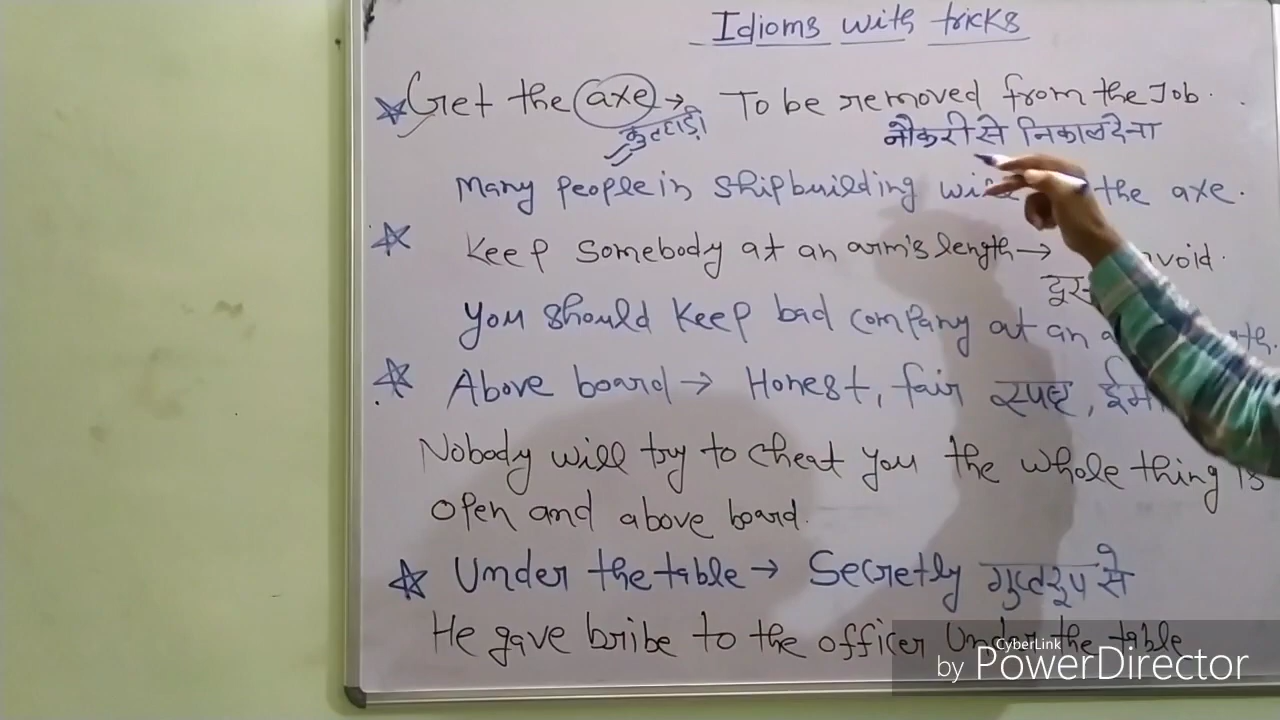 Idioms with tricks
Get the axe → To be removed from the Job.
कुल्हाड़ी नौकरी से निकाल देना
Many people in shipbuilding the axe.
Keep somebody at an arm's length →
You should keep bad company at an
Above board → Honest, fair स्पष्ट,
Nobody will try to cheat you the whole thing is
open and above board.
Under the table → Secretly गुप्त रूप से
He gave bribe to the officer Under the table
CyberLink
by PowerDirector